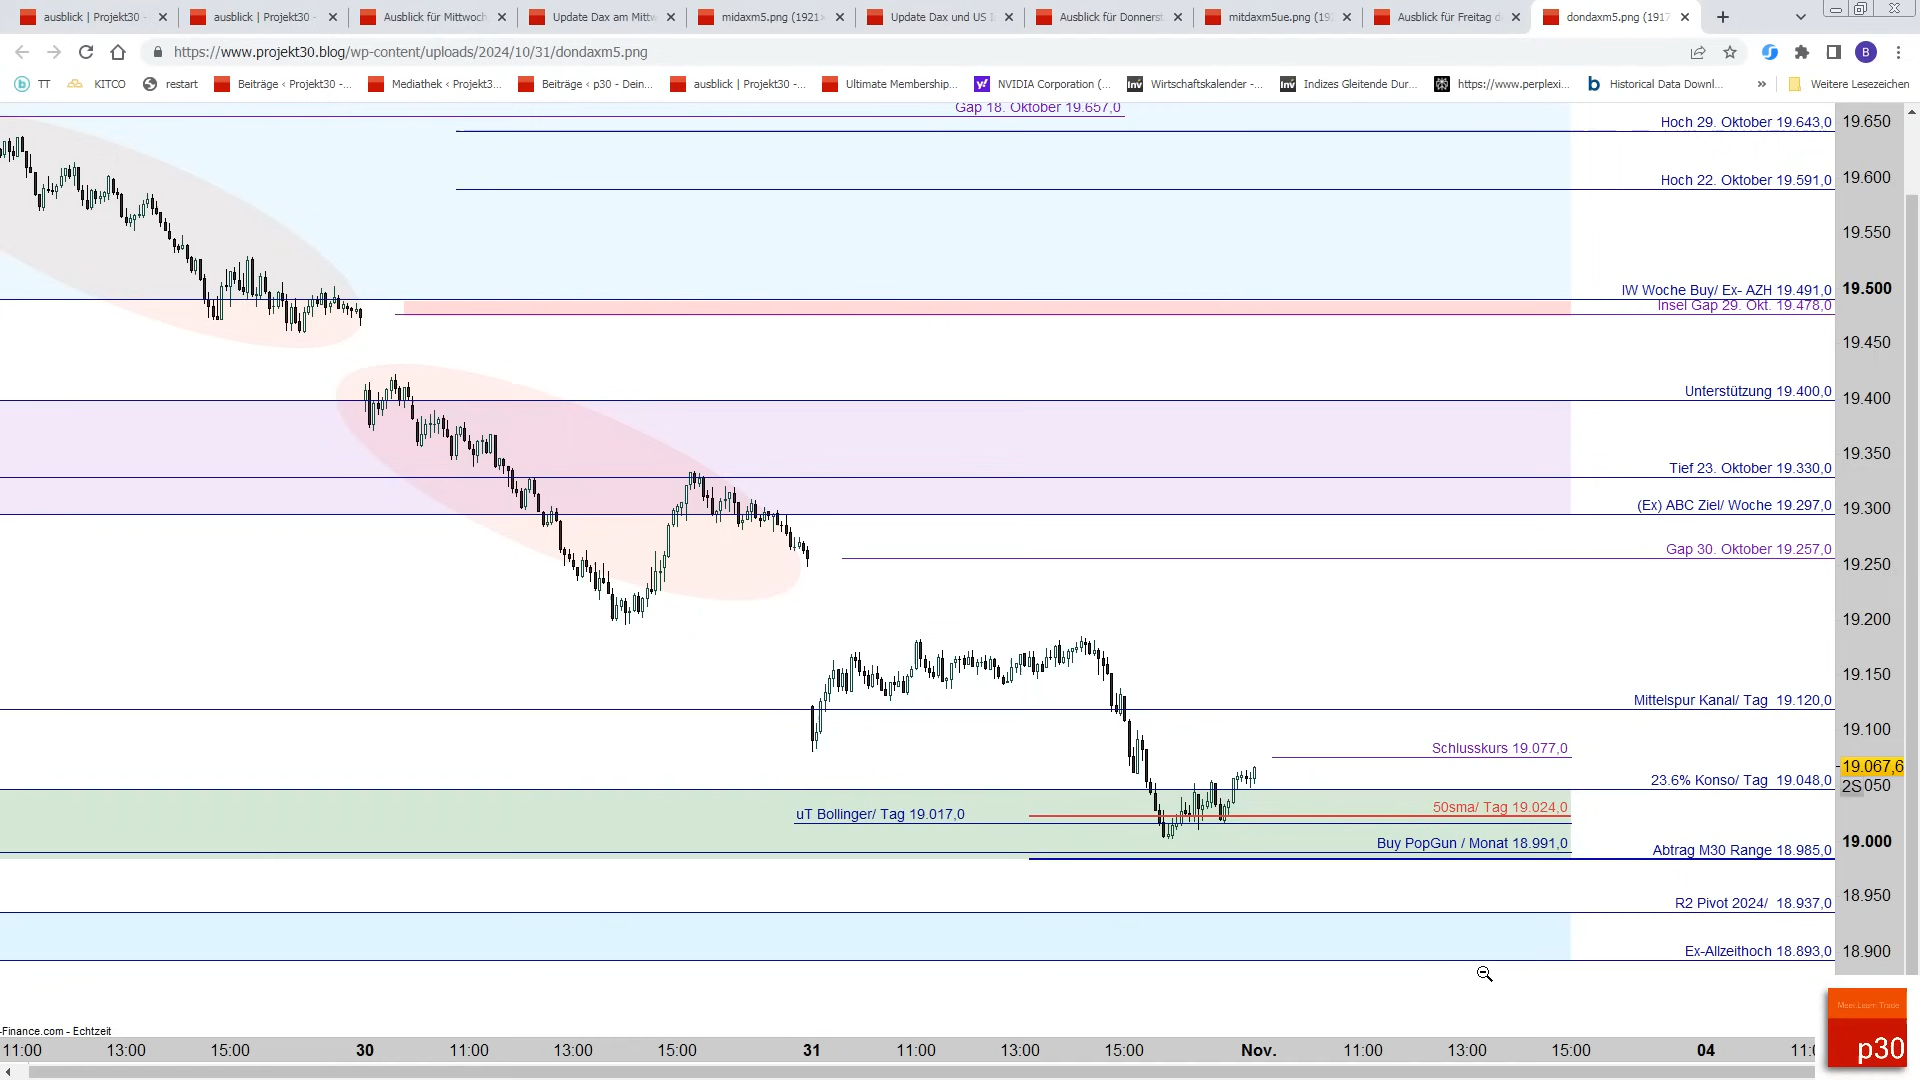 ausblick | Projekt30 -
ausblick | Projekt30 -
Ausblick für Mittwoch
Update Dax am Mittw
midaxm5.png (1921×
Update Dax und US I
Ausblick für Donnerst
mitdaxm5ue.png (192
Ausblick für Freitag d
dondaxm5.png (1917
https://www.projekt30.blog/wp-content/uploads/2024/10/31/dondaxm5.png
B
TT
KITCO
restart
Beiträge ‹ Projekt30 -...
Mediathek ‹ Projekt3...
Beiträge ‹ p30 - Dein...
ausblick | Projekt30 -...
Ultimate Membership...
NVIDIA Corporation (...
Inv
Wirtschaftskalender -...
Inv
Indizes Gleitende Dur...
https://www.perplexi...
Historical Data Downl...
»
Weitere Lesezeichen
Gap 18. Oktober 19.657,0
Hoch 29. Oktober 19.643,0
19.650
Hoch 22. Oktober 19.591,0
19.600
19.550
IW Woche Buy/ Ex- AZH 19.491,0
19.500
Insel Gap 29. Okt. 19.478,0
19.450
Unterstützung 19.400,0
19.400
19.350
Tief 23. Oktober 19.330,0
(Ex) ABC Ziel/ Woche 19.297,0
19.300
Gap 30. Oktober 19.257,0
19.250
19.200
19.150
Mittelspur Kanal/ Tag 19.120,0
19.100
Schlusskurs 19.077,0
19.067,6
23.6% Konso/ Tag 19.048,0
2S050
50sma/ Tag 19.024,0
uT Bollinger/ Tag 19.017,0
Buy PopGun / Monat 18.991,0
19.000
Abtrag M30 Range 18.985,0
18.950
R2 Pivot 2024/ 18.937,0
Ex-Allzeithoch 18.893,0
18.900
Meet.Learn.Trade
p30
-Finance.com - Echtzeit
11:00
13:00
15:00
30
11:00
13:00
15:00
31
11:00
13:00
15:00
Nov.
11:00
13:00
15:00
04
11:0